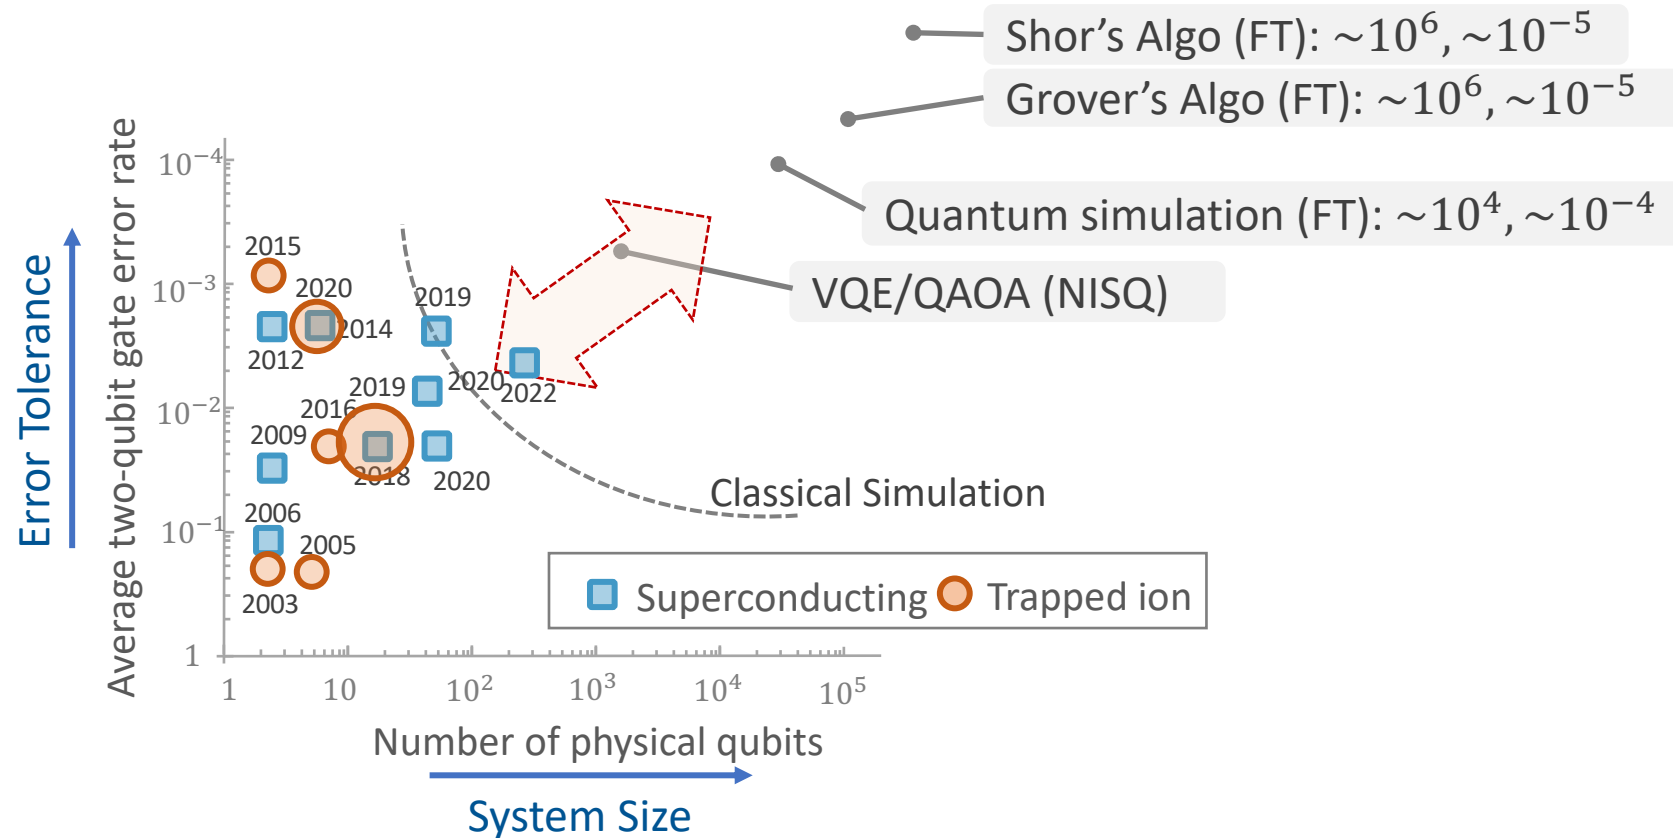 Shor's Algo (FT): ~10⁶, ~10⁻⁵
Grover's Algo (FT): ~10⁶, ~10⁻⁵
Quantum simulation (FT): ~10⁴, ~10⁻⁴
VQE/QAOA (NISQ)
Error Tolerance
Average two-qubit gate error rate
10⁻⁴
10⁻³
10⁻²
10⁻¹
1
2015
2020
2014
2012
2019
2020
2022
2019
2016
2009
2018
2020
2006
2005
2003
Classical Simulation
Superconducting
Trapped ion
1
10
10²
10³
10⁴
10⁵
Number of physical qubits
System Size